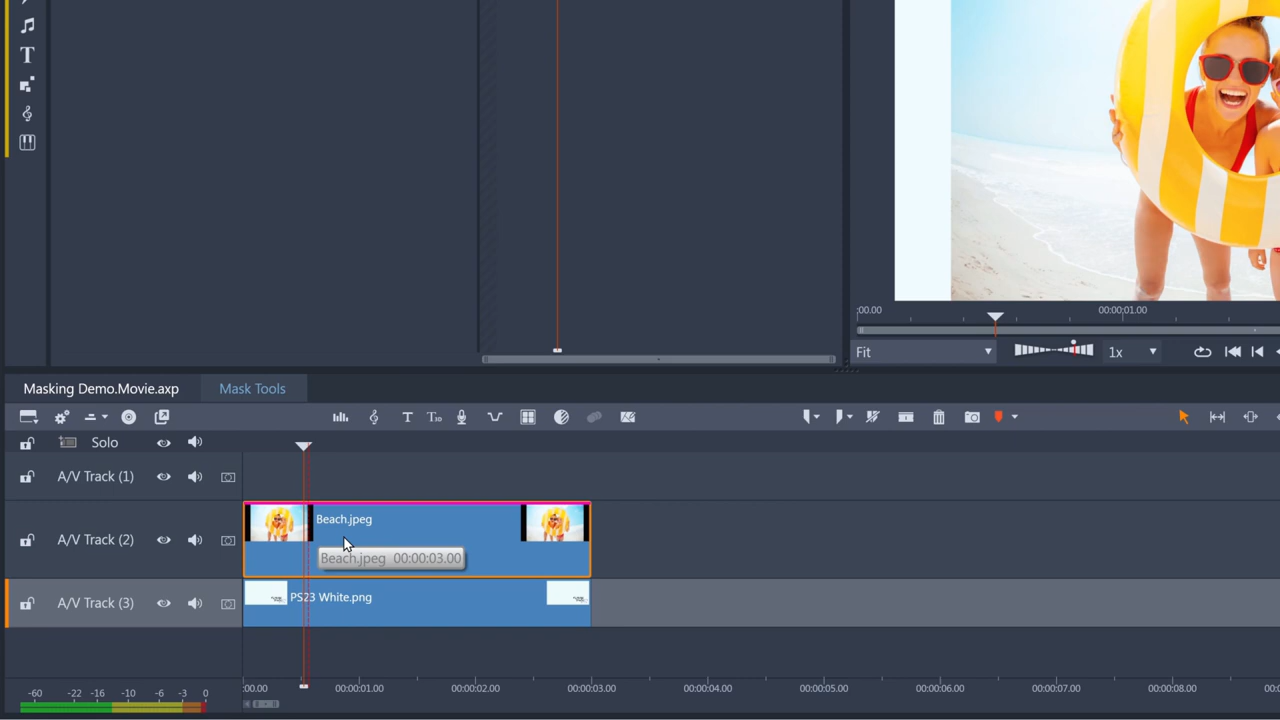 :00.00
00:00:01.00
Fit
1x
Masking Demo.Movie.axp
Mask Tools
T
T3D
Solo
A/V Track (1)
A/V Track (2)
Beach.jpeg
Beach.jpeg 00:00:03.00
A/V Track (3)
PS23 White.png
-60 -22 -16 -10 -6 -3 0
:00.00 00:00:01.00 00:00:02.00 00:00:03.00 00:00:04.00 00:00:05.00 00:00:06.00 00:00:07.00 00:00:08.00